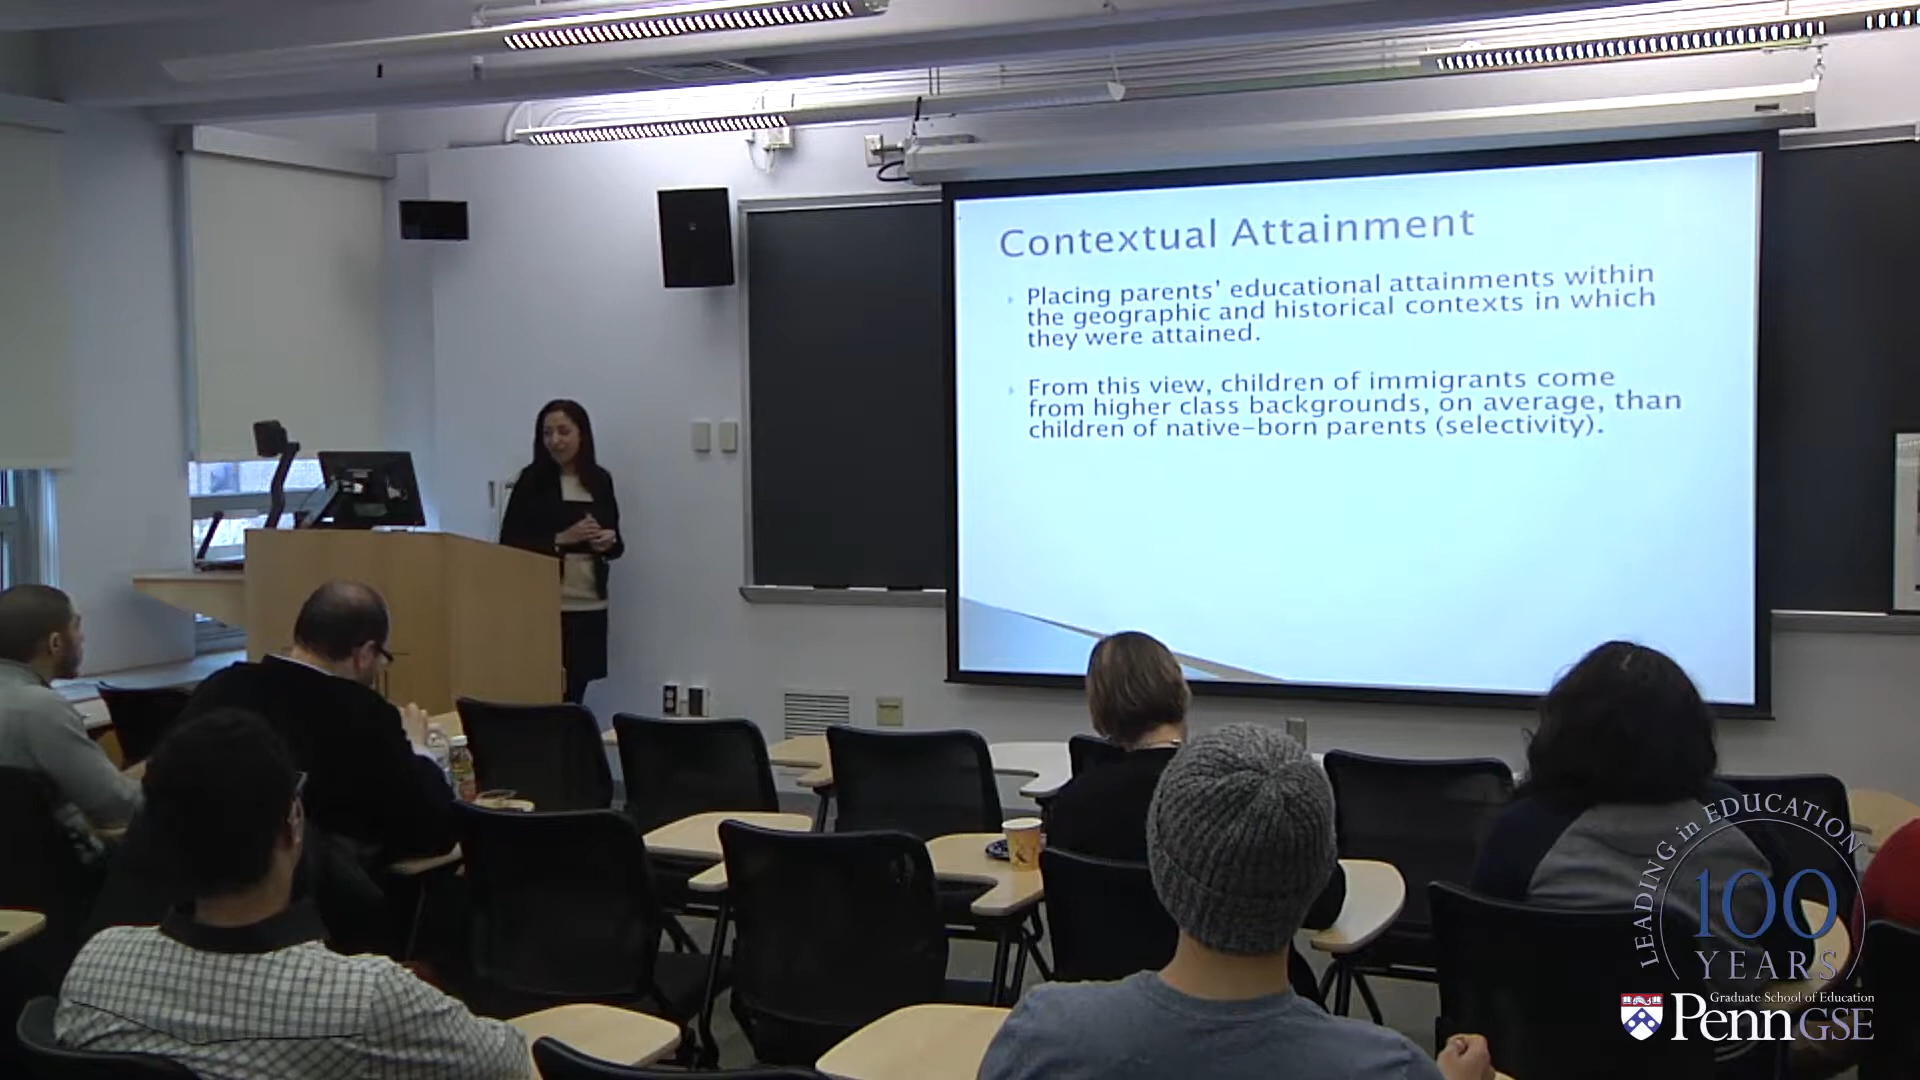 Contextual Attainment
Placing parents' educational attainments within
the geographic and historical contexts in which
they were attained.
From this view, children of immigrants come
from higher class backgrounds, on average, than
children of native-born parents (selectivity).
LEADING in EDUCATION
100
YEARS
Graduate School of Education
PennGSE